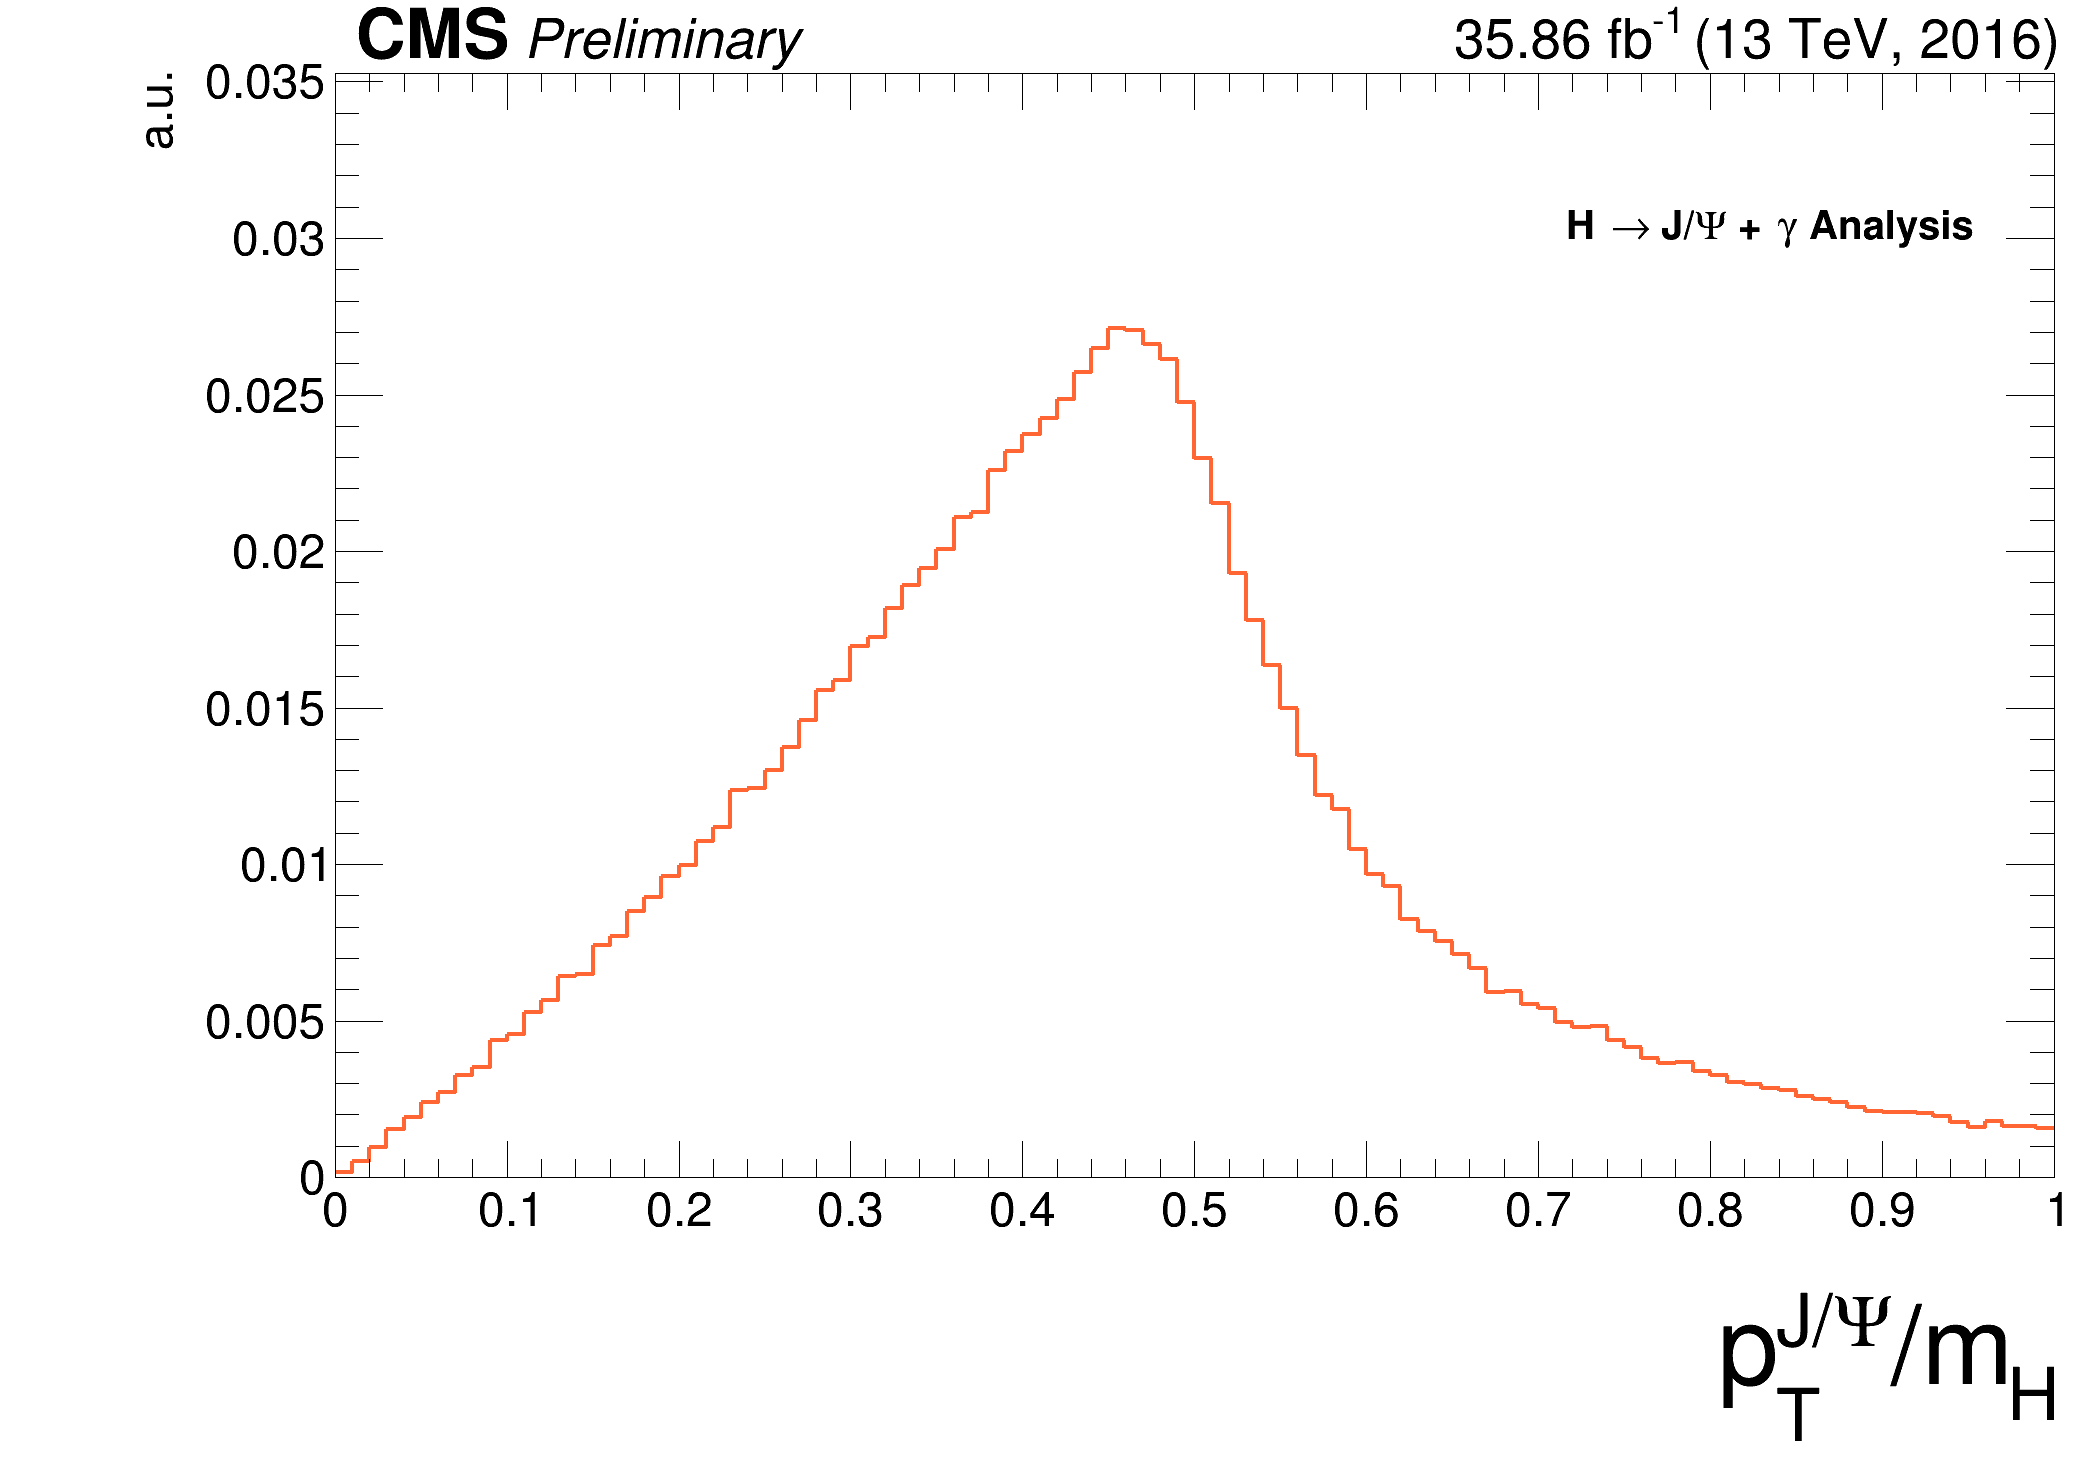 CMS Preliminary 35.86 fb⁻¹ (13 TeV, 2016)
a.u.
0.035
H → J/Ψ + γ Analysis
0.03
0.025
0.02
0.015
0.01
0.005
0
0 0.1 0.2 0.3 0.4 0.5 0.6 0.7 0.8 0.9 1
p_T^{J/Ψ}/m_H